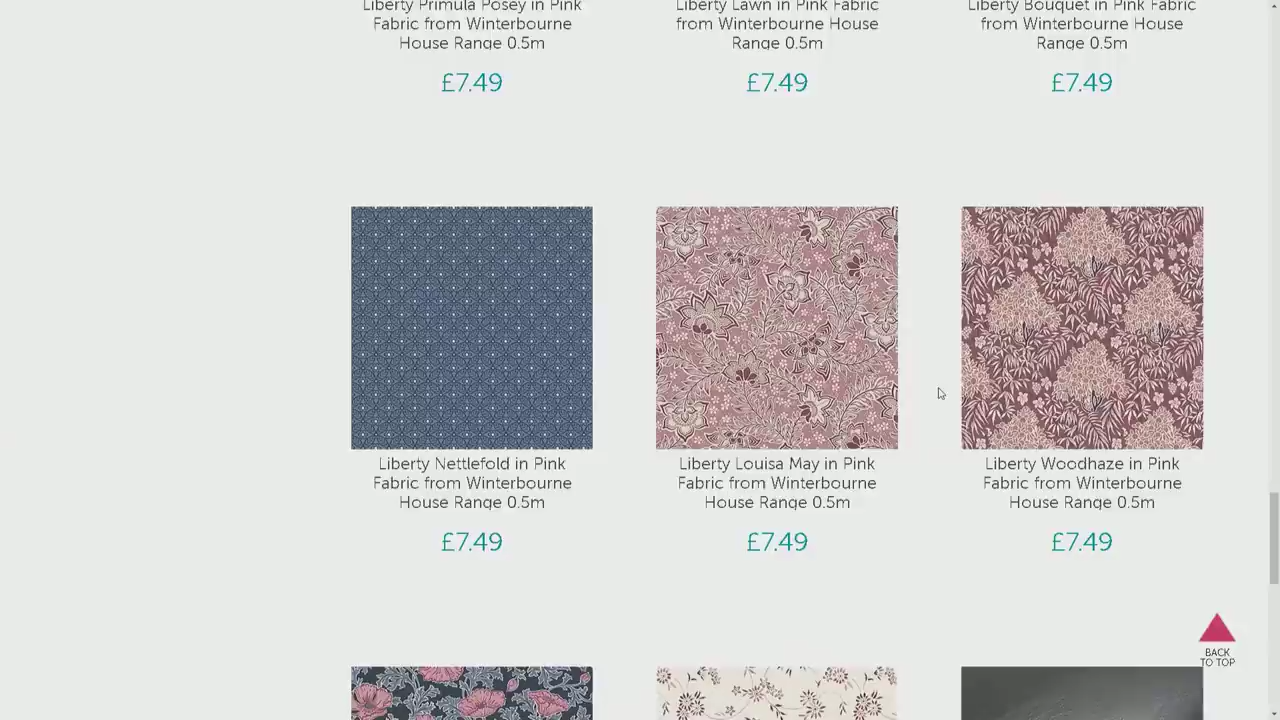 Liberty Primula Posey in Pink
Fabric from Winterbourne
House Range 0.5m
£7.49
Liberty Lawn in Pink Fabric
from Winterbourne House
Range 0.5m
£7.49
Liberty Bouquet in Pink Fabric
from Winterbourne House
Range 0.5m
£7.49
Liberty Nettlefold in Pink
Fabric from Winterbourne
House Range 0.5m
£7.49
Liberty Louisa May in Pink
Fabric from Winterbourne
House Range 0.5m
£7.49
Liberty Woodhaze in Pink
Fabric from Winterbourne
House Range 0.5m
£7.49
BACK
TO TOP